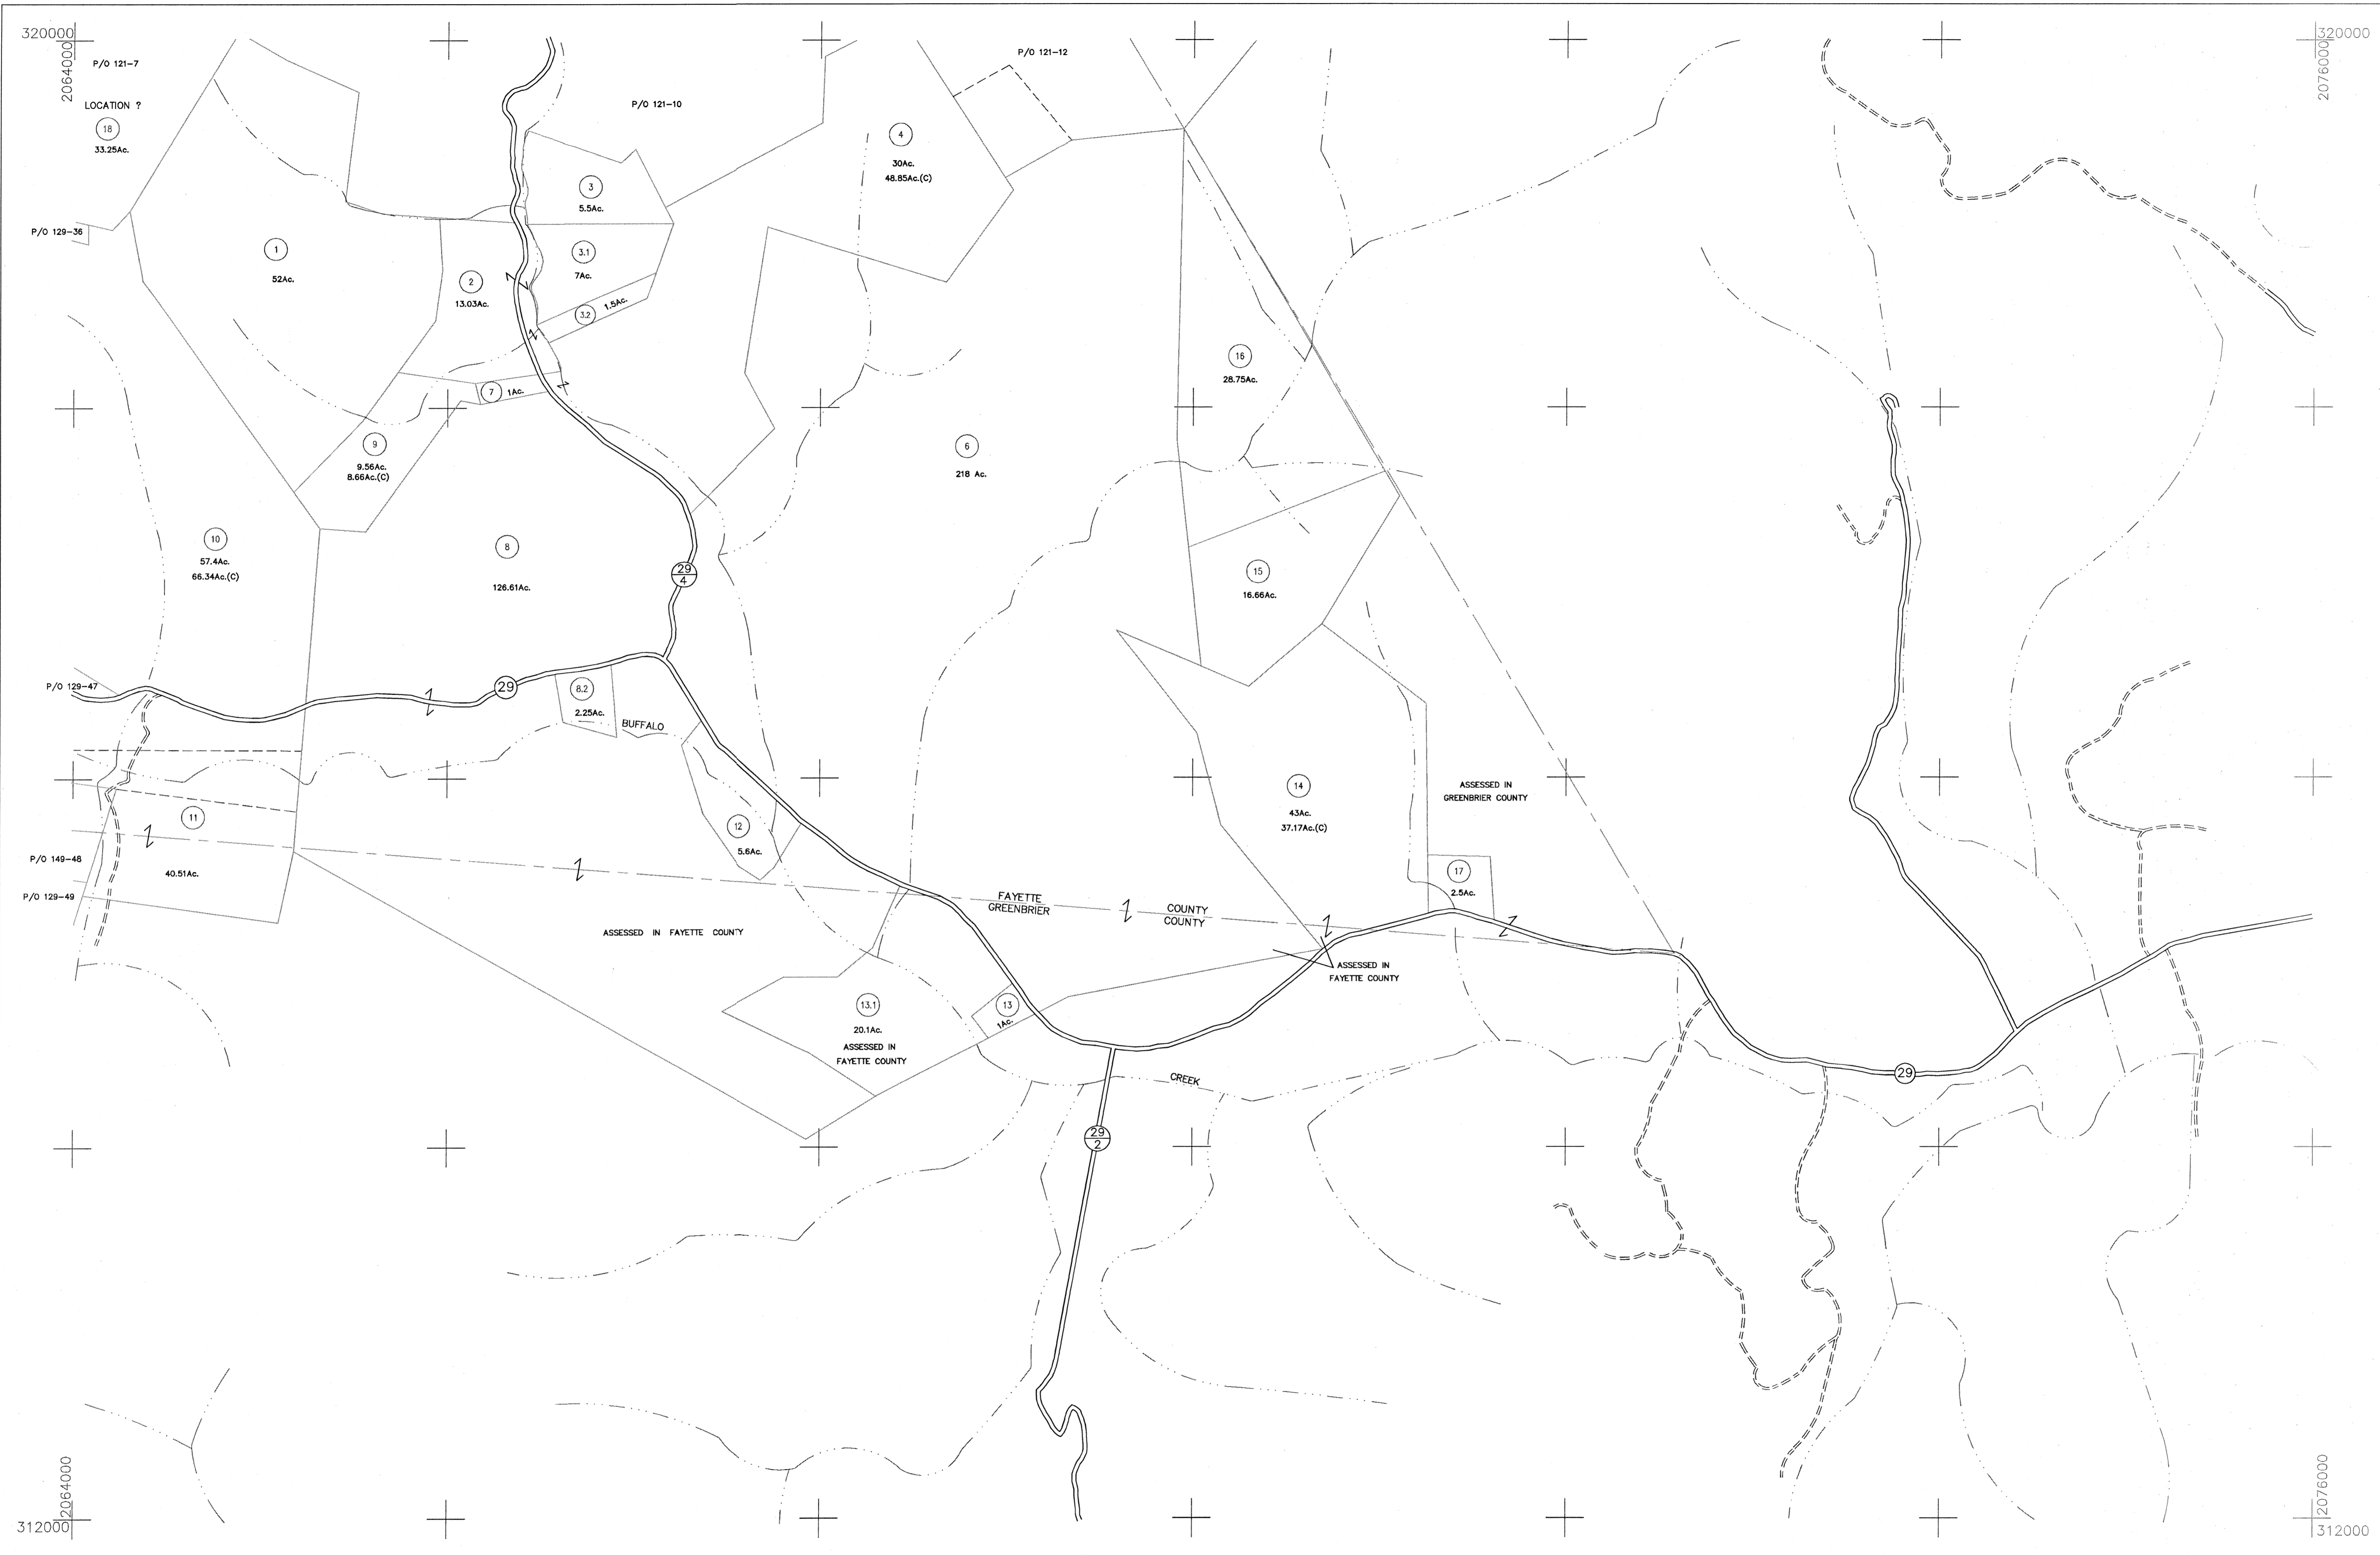 320000
2064000
P/O 121-7
LOCATION ?
18
33.25Ac.
P/O 121-10
P/O 121-12
320000
2076000
4
30Ac.
48.85Ac.(C)
3
5.5Ac.
P/O 129-36
1
52Ac.
2
13.03Ac.
3.1
7Ac.
3.2
1.5Ac.
16
28.75Ac.
7
1Ac.
9
9.56Ac.
8.66Ac.(C)
6
218 Ac.
10
57.4Ac.
66.34Ac.(C)
8
126.61Ac.
29
4
15
16.66Ac.
P/O 129-47
29
8.2
2.25Ac.
BUFFALO
14
43Ac.
37.17Ac.(C)
ASSESSED IN
GREENBRIER COUNTY
11
40.51Ac.
12
5.6Ac.
P/O 149-48
P/O 129-49
17
2.5Ac.
FAYETTE
GREENBRIER
COUNTY
COUNTY
ASSESSED IN FAYETTE COUNTY
ASSESSED IN
FAYETTE COUNTY
13.1
20.1Ac.
ASSESSED IN
FAYETTE COUNTY
13
1Ac.
CREEK
29
29
2
2064000
312000
2076000
312000